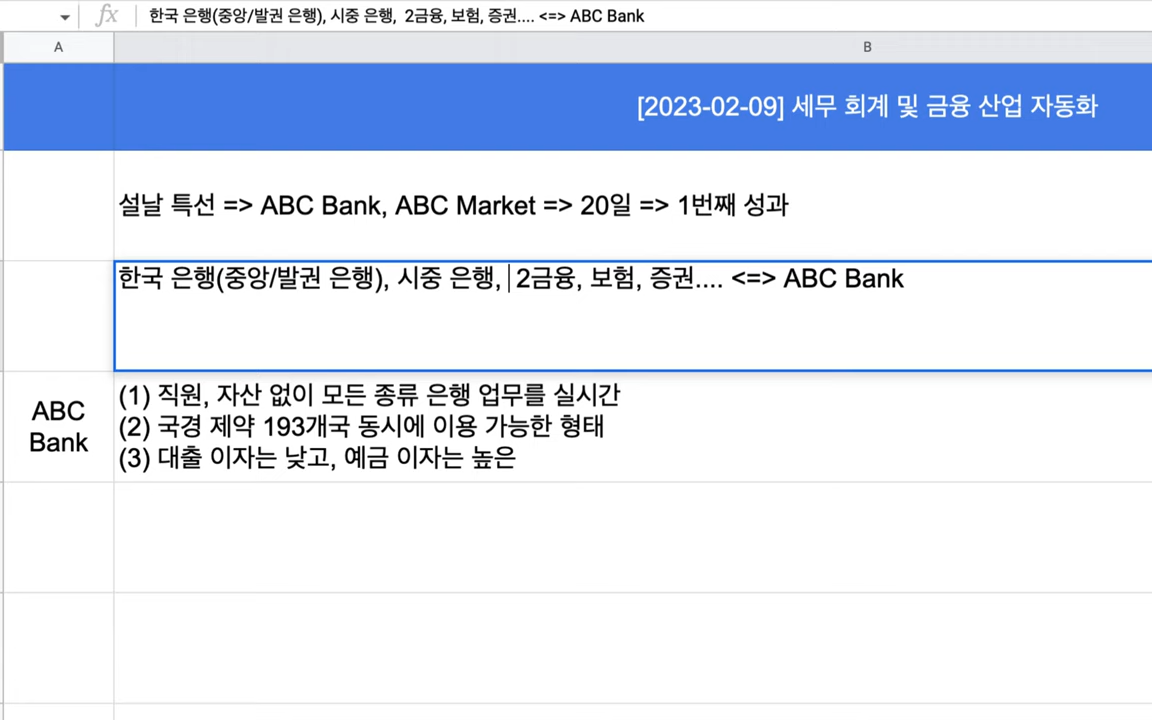 fx 한국 은행(중앙/발권 은행), 시중 은행,  2금융, 보험, 증권.... <=> ABC Bank
A B
[2023-02-09] 세무 회계 및 금융 산업 자동화
설날 특선 => ABC Bank, ABC Market => 20일 => 1번째 성과
한국 은행(중앙/발권 은행), 시중 은행,  2금융, 보험, 증권.... <=> ABC Bank
ABC
Bank
(1) 직원, 자산 없이 모든 종류 은행 업무를 실시간
(2) 국경 제약 193개국 동시에 이용 가능한 형태
(3) 대출 이자는 낮고, 예금 이자는 높은